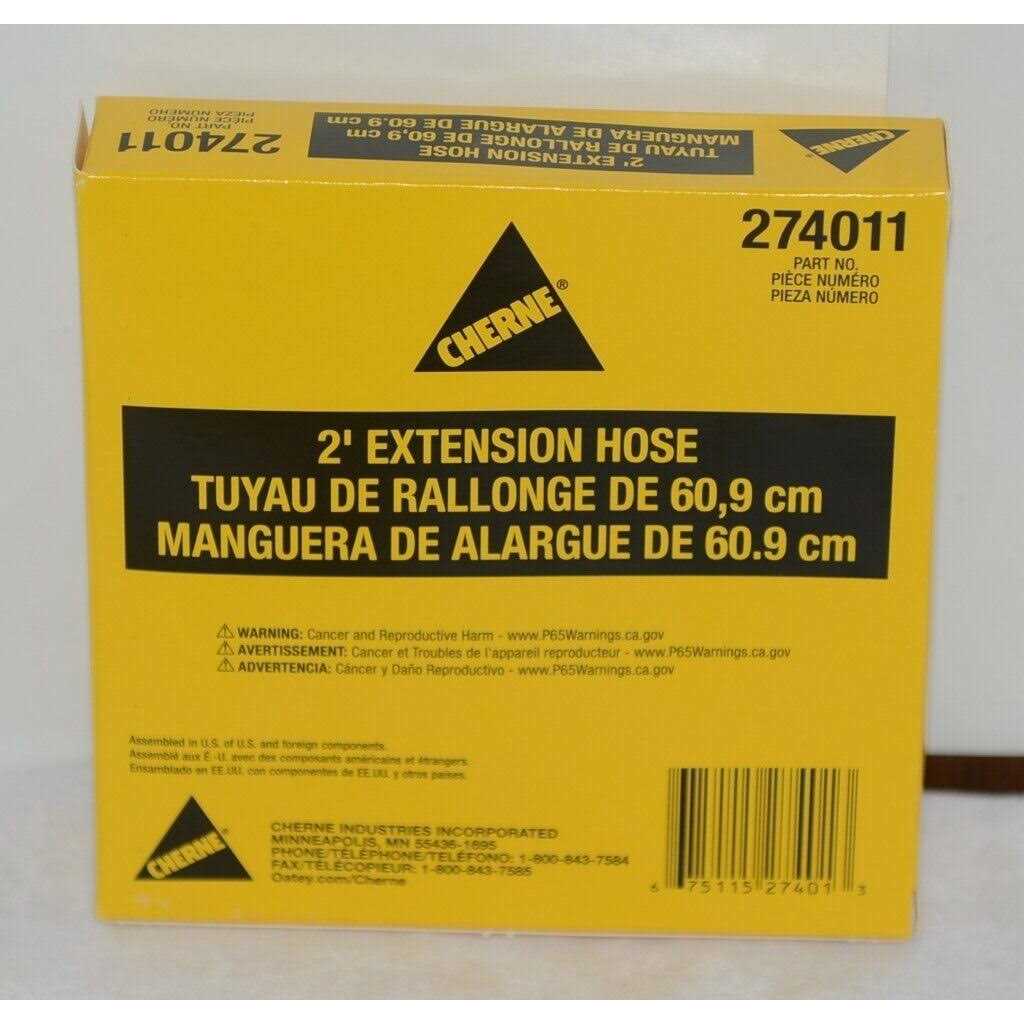 274011
PART NO.
PIÈCE NUMÉRO
PIEZA NÚMERO
2' EXTENSION HOSE
TUYAU DE RALLONGE DE 60,9 cm
MANGUERA DE ALARGUE DE 60.9 cm
CHERNE
274011
PART NO.
PIÈCE NUMÉRO
PIEZA NÚMERO
CHERNE®
2' EXTENSION HOSE
TUYAU DE RALLONGE DE 60,9 cm
MANGUERA DE ALARGUE DE 60.9 cm
⚠ WARNING: Cancer and Reproductive Harm - www.P65Warnings.ca.gov
⚠ AVERTISSEMENT: Cancer et Troubles de l'appareil reproducteur - www.P65Warnings.ca.gov
⚠ ADVERTENCIA: Cáncer y Daño Reproductivo - www.P65Warnings.ca.gov
Assembled in U.S. of U.S. and foreign components.
Assemblé aux É.-U. avec des composants américains et étrangers.
Ensamblado en EE.UU. con componentes de EE.UU. y otros países.
CHERNE®
CHERNE INDUSTRIES INCORPORATED
MINNEAPOLIS, MN 55436-1695
PHONE/TÉLÉPHONE/TELÉFONO: 1-800-843-7584
FAX/TÉLÉCOPIEUR: 1-800-843-7585
Oatey.com/Cherne
6 75115 27401 3